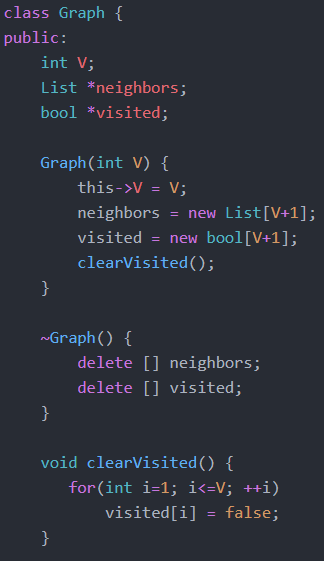 class Graph {
public:
    int V;
    List *neighbors;
    bool *visited;

    Graph(int V) {
        this->V = V;
        neighbors = new List[V+1];
        visited = new bool[V+1];
        clearVisited();
    }

    ~Graph() {
        delete [] neighbors;
        delete [] visited;
    }

    void clearVisited() {
       for(int i=1; i<=V; ++i)
           visited[i] = false;
    }